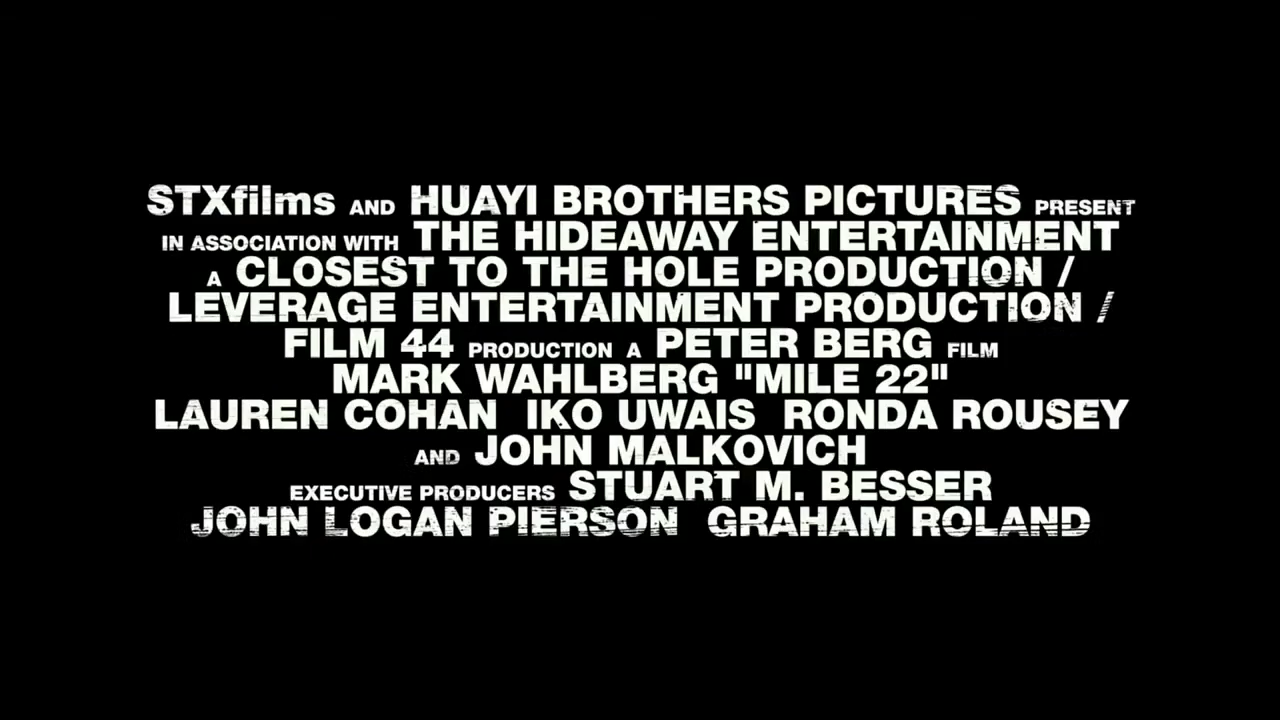 STXfilms AND HUAYI BROTHERS PICTURES PRESENT
IN ASSOCIATION WITH THE HIDEAWAY ENTERTAINMENT
A CLOSEST TO THE HOLE PRODUCTION /
LEVERAGE ENTERTAINMENT PRODUCTION /
FILM 44 PRODUCTION A PETER BERG FILM
MARK WAHLBERG "MILE 22"
LAUREN COHAN IKO UWAIS RONDA ROUSEY
AND JOHN MALKOVICH
EXECUTIVE PRODUCERS STUART M. BESSER
JOHN LOGAN PIERSON GRAHAM ROLAND